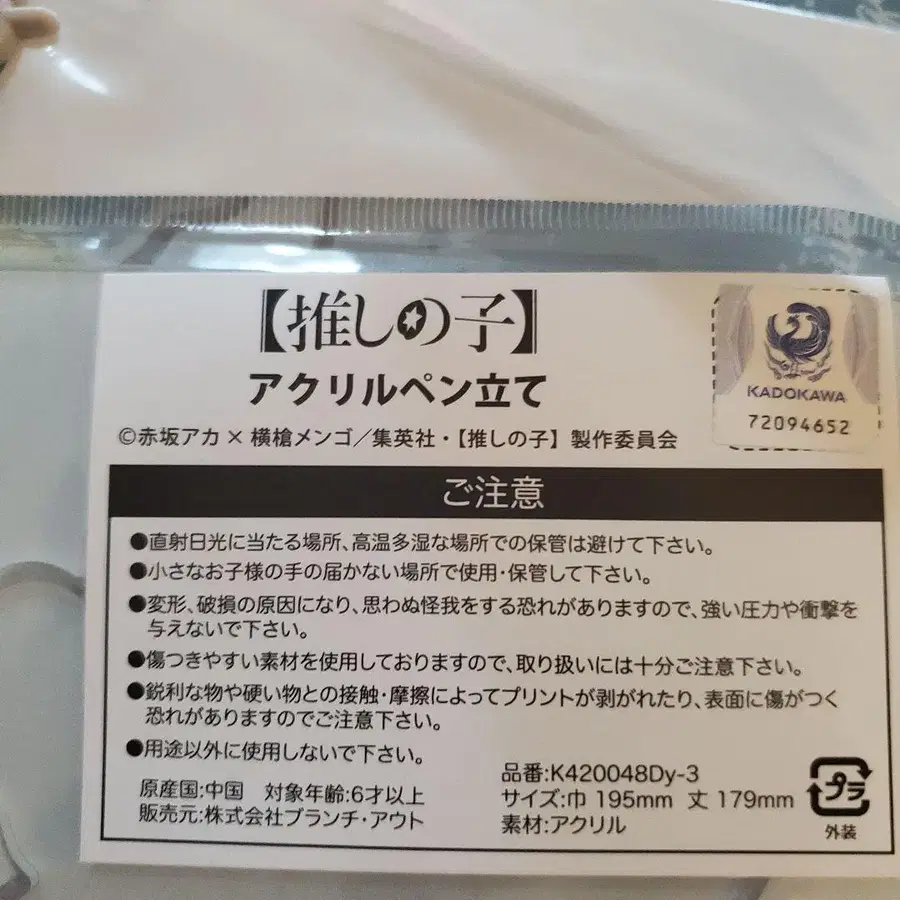 【推しの子】
アクリルペン立て
©赤坂アカ×横槍メンゴ／集英社・【推しの子】製作委員会
KADOKAWA
72094652
ご注意
●直射日光に当たる場所、高温多湿な場所での保管は避けて下さい。
●小さなお子様の手の届かない場所で使用・保管して下さい。
●変形、破損の原因になり、思わぬ怪我をする恐れがありますので、強い圧力や衝撃を
与えないで下さい。
●傷つきやすい素材を使用しておりますので、取り扱いには十分ご注意下さい。
●鋭利な物や硬い物との接触・摩擦によってプリントが剥がれたり、表面に傷がつく
恐れがありますのでご注意下さい。
●用途以外に使用しないで下さい。
原産国:中国 対象年齢:6才以上
販売元:株式会社ブランチ・アウト
品番:K420048Dy-3
サイズ:巾 195mm 丈 179mm
素材:アクリル
プラ
外装